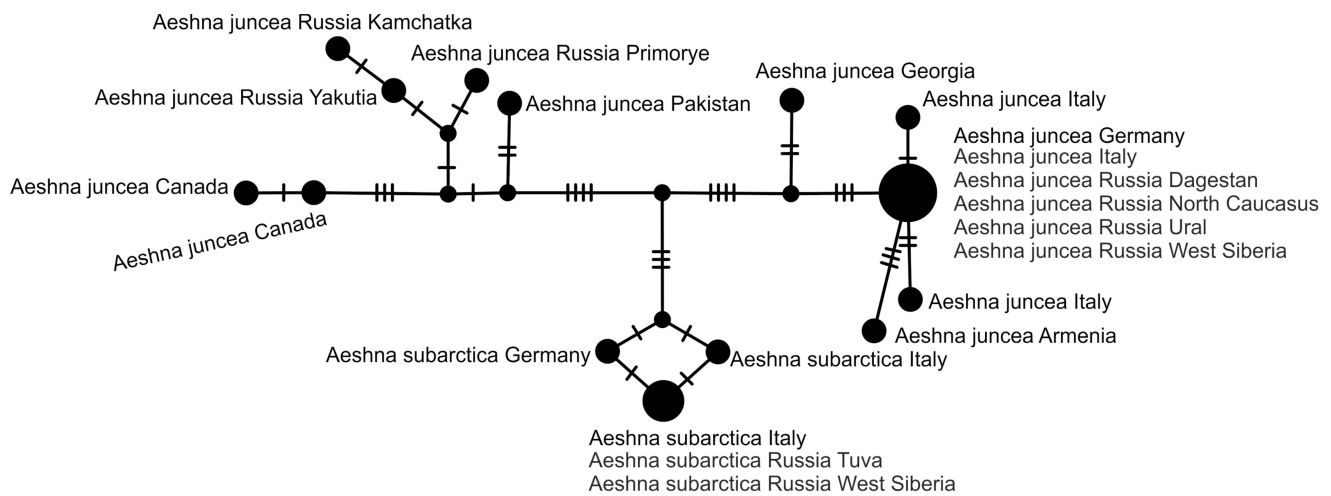 Aeshna juncea Russia Kamchatka
Aeshna juncea Russia Primorye
Aeshna juncea Georgia
Aeshna juncea Russia Yakutia
Aeshna juncea Pakistan
Aeshna juncea Italy
Aeshna juncea Germany
Aeshna juncea Italy
Aeshna juncea Russia Dagestan
Aeshna juncea Russia North Caucasus
Aeshna juncea Russia Ural
Aeshna juncea Russia West Siberia
Aeshna juncea Canada
Aeshna juncea Canada
Aeshna juncea Italy
Aeshna juncea Armenia
Aeshna subarctica Germany
Aeshna subarctica Italy
Aeshna subarctica Italy
Aeshna subarctica Russia Tuva
Aeshna subarctica Russia West Siberia